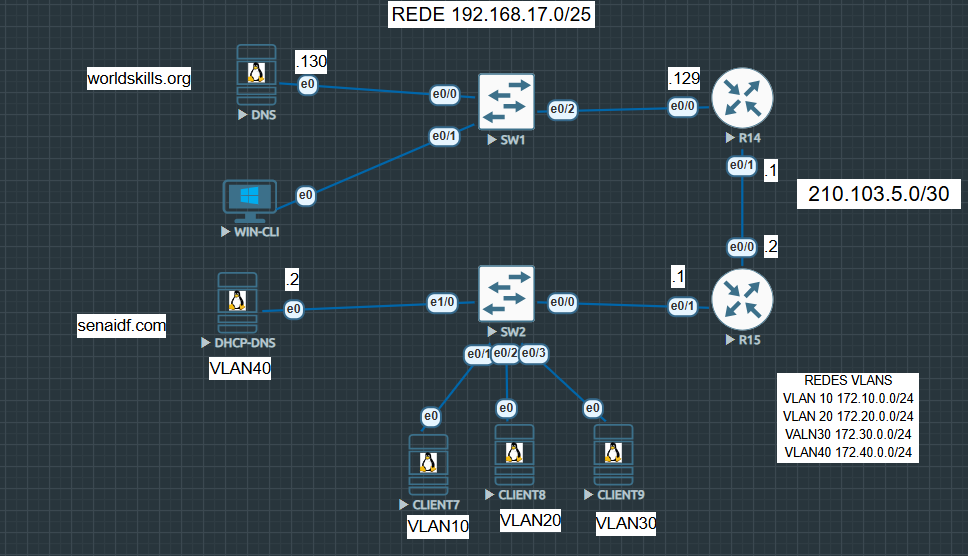 REDE 192.168.17.0/25
worldskills.org
.130
e0
DNS
e0/0
e0/1
SW1
e0/2
.129
e0/0
R14
e0/1
.1
210.103.5.0/30
e0
WIN-CLI
e0/0
.2
senaidf.com
.2
e0
DHCP-DNS
VLAN40
e1/0
SW2
e0/0
.1
e0/1
R15
e0/1
e0/2
e0/3
e0
e0
e0
CLIENT7
CLIENT8
CLIENT9
VLAN10
VLAN20
VLAN30
REDES VLANS
VLAN 10 172.10.0.0/24
VLAN 20 172.20.0.0/24
VALN30 172.30.0.0/24
VLAN40 172.40.0.0/24